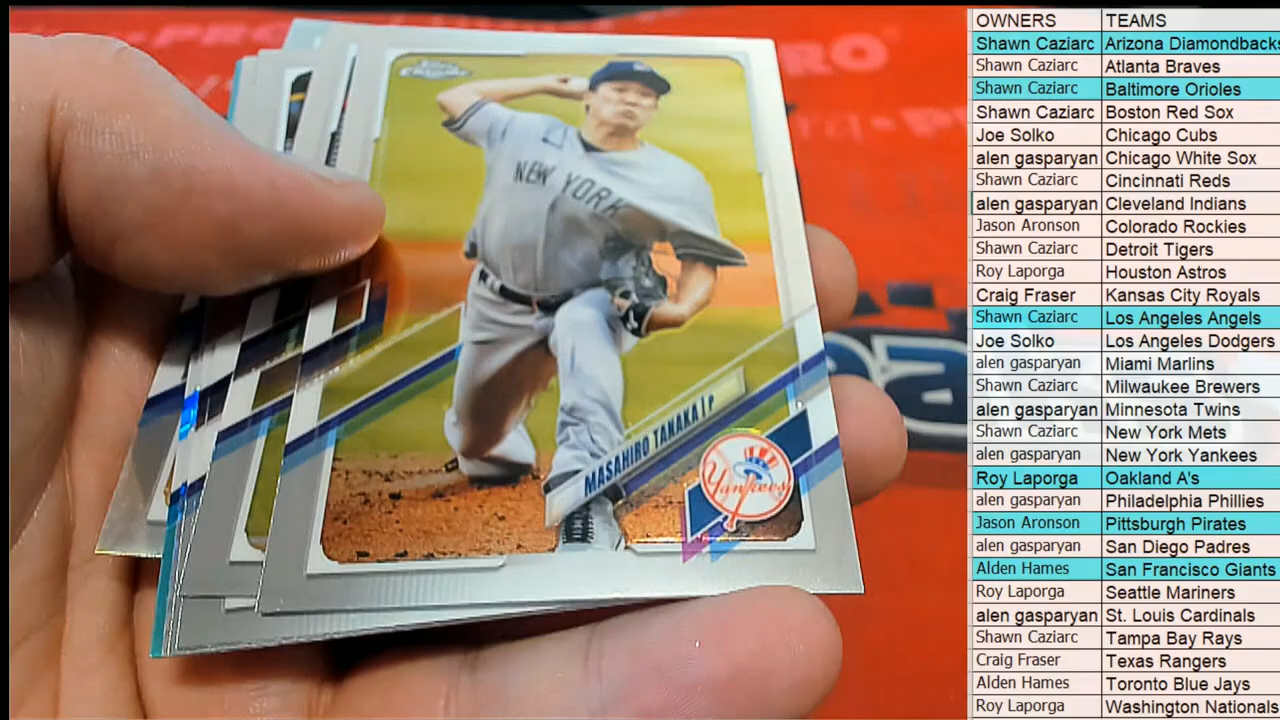 Topps
Chrome
NEW YORK
MASAHIRO TANAKA | P
Yankees
OWNERS TEAMS
Shawn Caziarc Arizona Diamondbacks
Shawn Caziarc Atlanta Braves
Shawn Caziarc Baltimore Orioles
Shawn Caziarc Boston Red Sox
Joe Solko Chicago Cubs
alen gasparyan Chicago White Sox
Shawn Caziarc Cincinnati Reds
alen gasparyan Cleveland Indians
Jason Aronson Colorado Rockies
Shawn Caziarc Detroit Tigers
Roy Laporga Houston Astros
Craig Fraser Kansas City Royals
Shawn Caziarc Los Angeles Angels
Joe Solko Los Angeles Dodgers
alen gasparyan Miami Marlins
Shawn Caziarc Milwaukee Brewers
alen gasparyan Minnesota Twins
Shawn Caziarc New York Mets
alen gasparyan New York Yankees
Roy Laporga Oakland A's
alen gasparyan Philadelphia Phillies
Jason Aronson Pittsburgh Pirates
alen gasparyan San Diego Padres
Alden Hames San Francisco Giants
Roy Laporga Seattle Mariners
alen gasparyan St. Louis Cardinals
Shawn Caziarc Tampa Bay Rays
Craig Fraser Texas Rangers
Alden Hames Toronto Blue Jays
Roy Laporga Washington Nationals